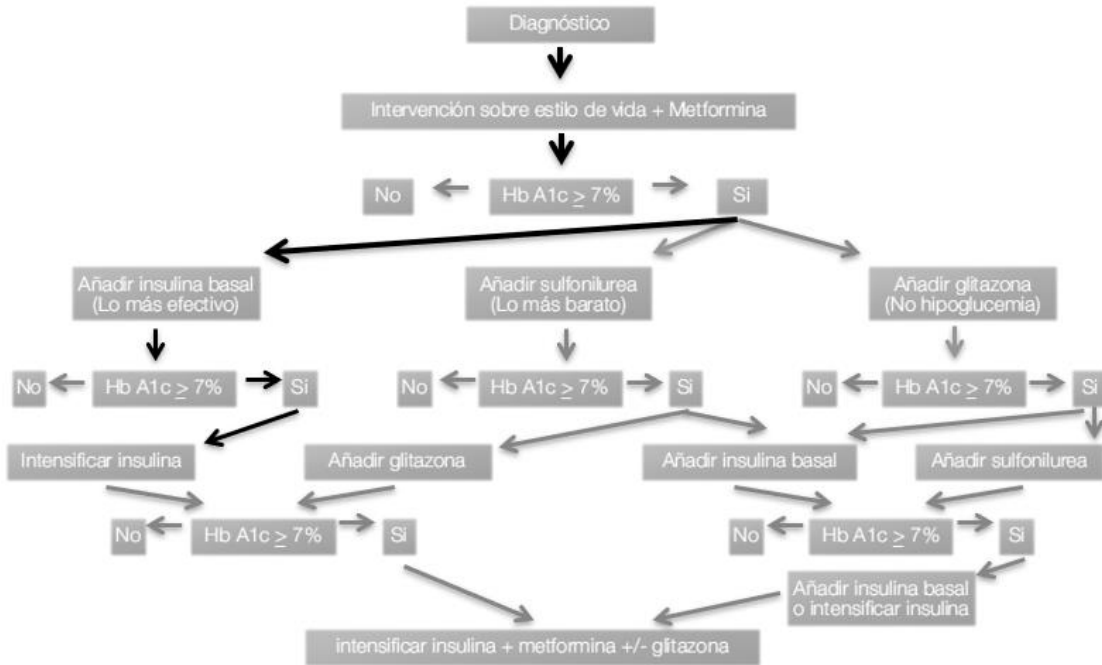 Diagnóstico
Intervención sobre estilo de vida + Metformina
No
Hb A1c ≥ 7%
Si
Añadir insulina basal
(Lo más efectivo)
Añadir sulfonilurea
(Lo más barato)
Añadir glitazona
(No hipoglucemia)
No
Hb A1c ≥ 7%
Si
No
Hb A1c ≥ 7%
Si
No
Hb A1c ≥ 7%
Si
Intensificar insulina
Añadir glitazona
Añadir insulina basal
Añadir sulfonilurea
No
Hb A1c ≥ 7%
Si
No
Hb A1c ≥ 7%
Si
Añadir insulina basal
o intensificar insulina
intensificar insulina + metformina +/- glitazona